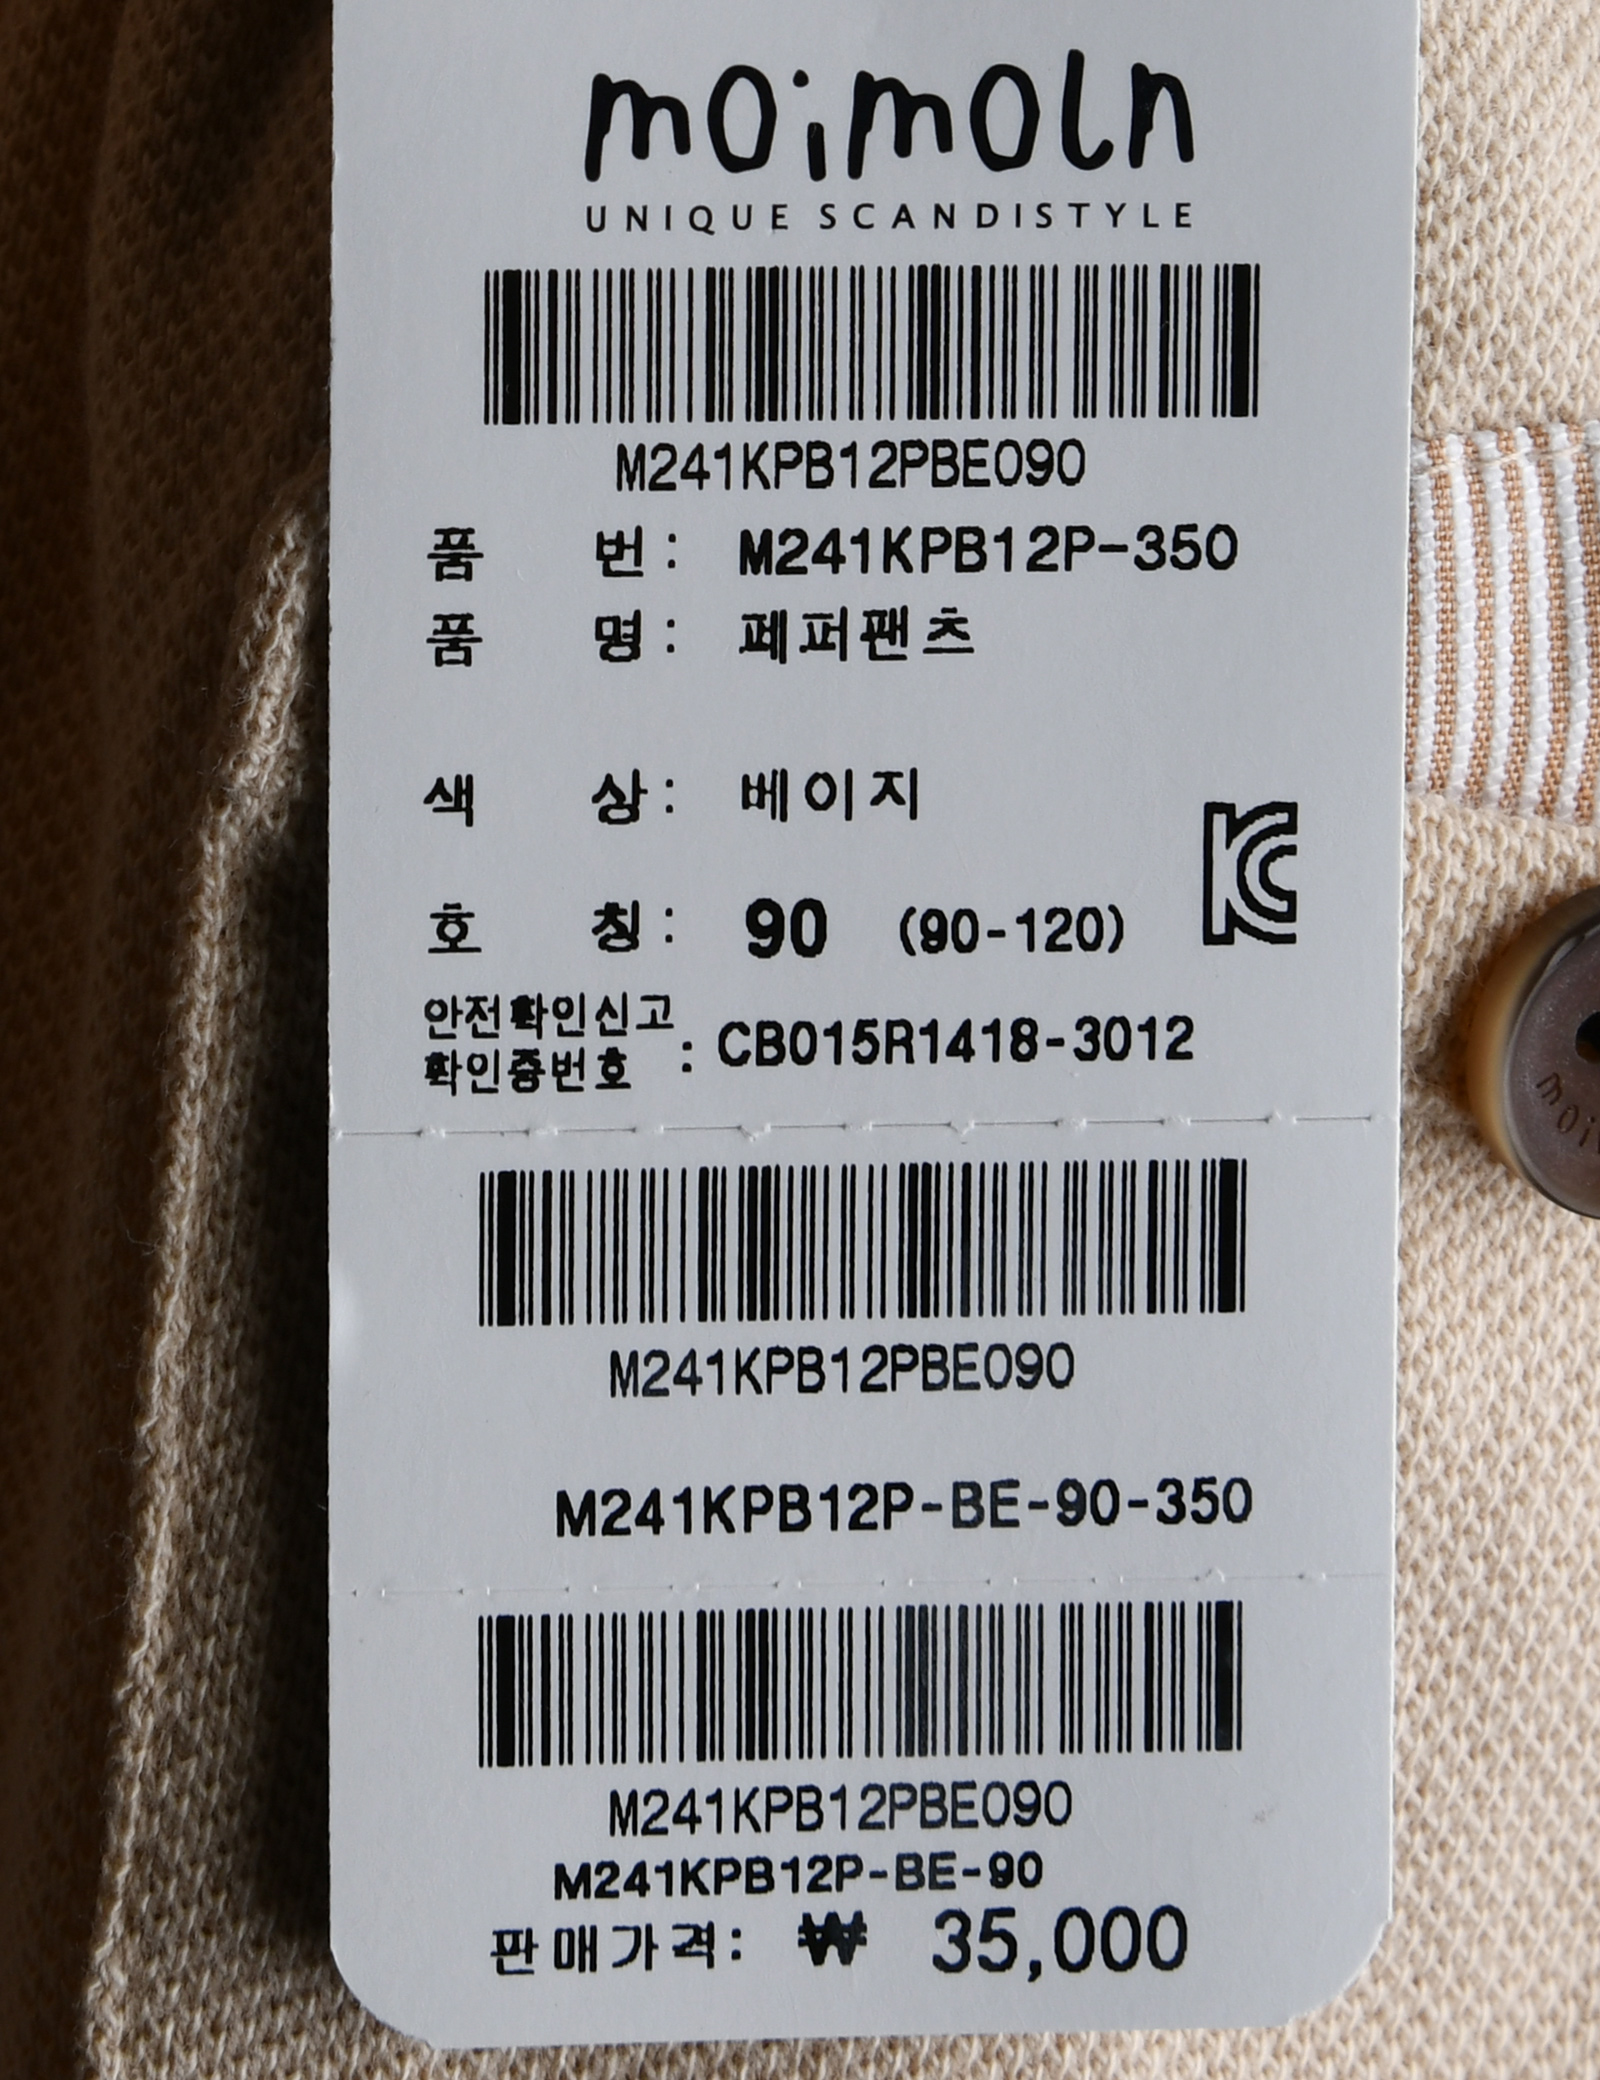 moimoln
UNIQUE SCANDISTYLE
M241KPB12PBE090
품 번: M241KPB12P-350
품 명: 페퍼팬츠
색 상: 베이지
호 칭: 90 (90-120)
안전확인신고
확인증번호 : CB015R1418-3012
M241KPB12PBE090
M241KPB12P-BE-90-350
M241KPB12PBE090
M241KPB12P-BE-90
판매가격: ₩ 35,000